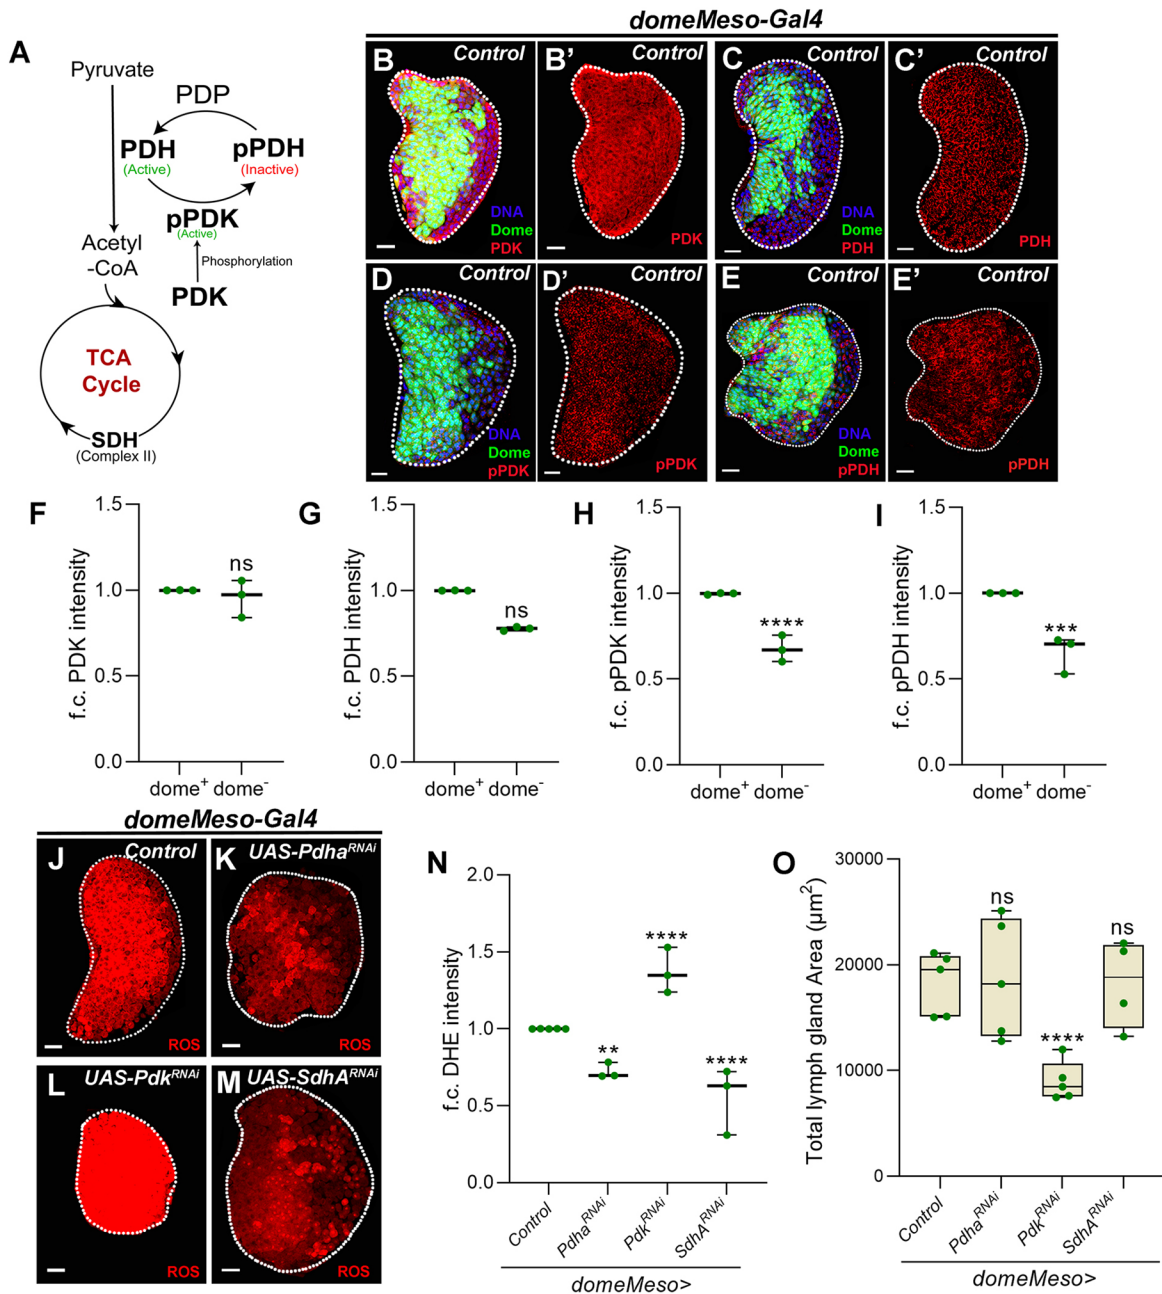 domeMeso-Gal4
A
Pyruvate
PDP
PDH
(Active)
pPDH
(Inactive)
pPDK
(Active)
Acetyl
-CoA
Phosphorylation
PDK
TCA
Cycle
SDH
(Complex II)
B
Control
DNA
Dome
PDK
B'
Control
PDK
C
Control
DNA
Dome
PDH
C'
Control
PDH
D
Control
DNA
Dome
pPDK
D'
Control
pPDK
E
Control
DNA
Dome
pPDH
E'
Control
pPDH
F
f.c. PDK intensity
1.5
1.0
0.5
0.0
ns
dome+ dome-
G
f.c. PDH intensity
1.5
1.0
0.5
0.0
ns
dome+ dome-
H
f.c. pPDK intensity
1.5
1.0
0.5
0.0
****
dome+ dome-
I
f.c. pPDH intensity
1.5
1.0
0.5
0.0
***
dome+ dome-
domeMeso-Gal4
J
Control
ROS
K
UAS-PdhaRNAi
ROS
L
UAS-PdkRNAi
ROS
M
UAS-SdhARNAi
ROS
N
f.c. DHE intensity
2.0
1.5
1.0
0.5
0.0
**
****
****
Control
PdhaRNAi
PdkRNAi
SdhARNAi
domeMeso>
O
Total lymph gland Area (µm2)
30000
20000
10000
0
ns
****
ns
Control
PdhaRNAi
PdkRNAi
SdhARNAi
domeMeso>